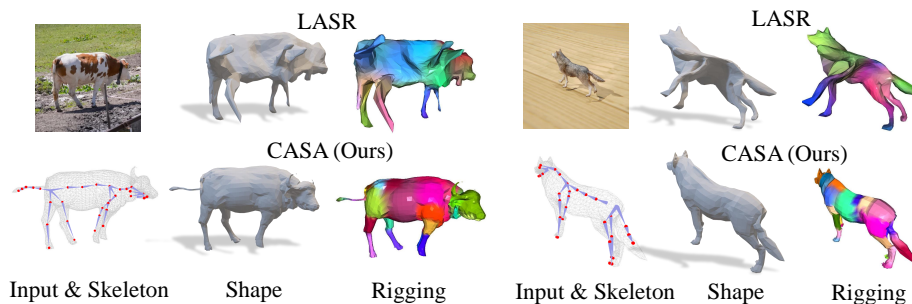 LASR
LASR
CASA (Ours)
CASA (Ours)
Input & Skeleton Shape Rigging
Input & Skeleton Shape Rigging